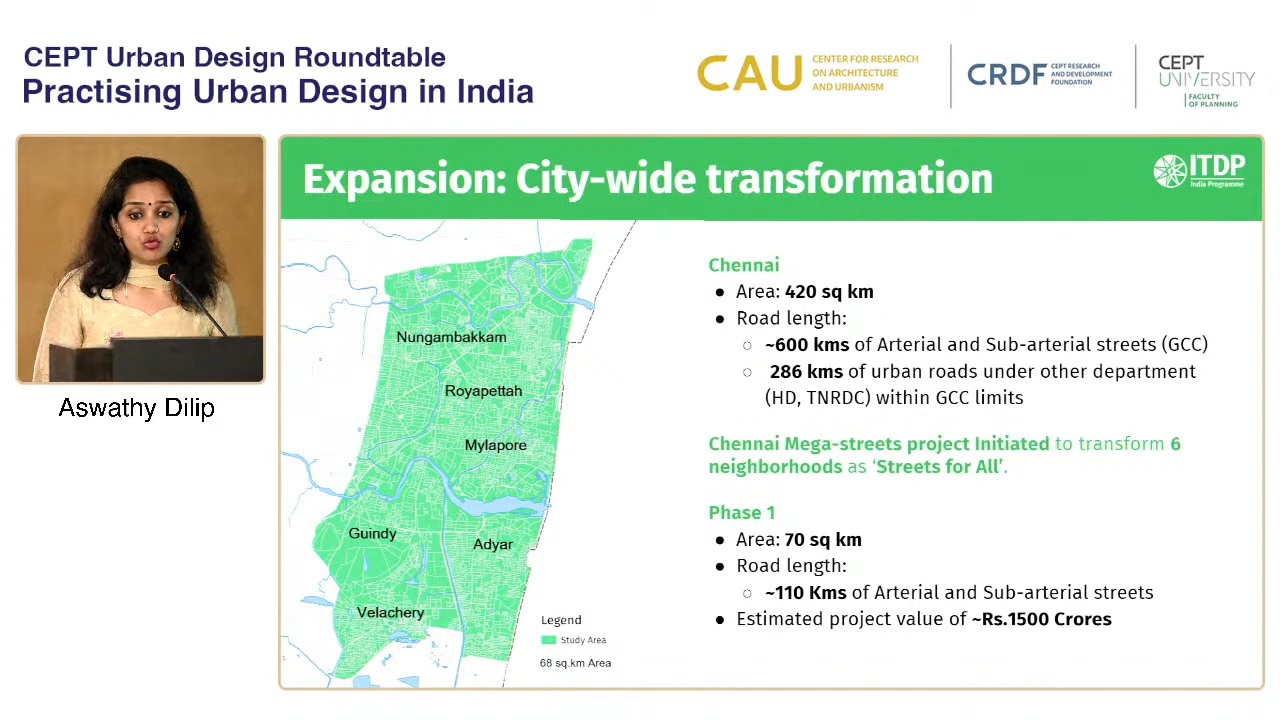 CEPT Urban Design Roundtable
Practising Urban Design in India
CAU
CENTER FOR RESEARCH
ON ARCHITECTURE
AND URBANISM
CRDF
CEPT RESEARCH
AND DEVELOPMENT
FOUNDATION
CEPT
UNIVERSITY
FACULTY
OF PLANNING
Aswathy Dilip
Expansion: City-wide transformation
ITDP
India Programme
Nungambakkam
Royapettah
Mylapore
Guindy
Adyar
Velachery
Legend
Study Area
68 sq.km Area
Chennai
● Area: 420 sq km
● Road length:
○ ~600 kms of Arterial and Sub-arterial streets (GCC)
○ 286 kms of urban roads under other department
(HD, TNRDC) within GCC limits
Chennai Mega-streets project Initiated to transform 6
neighborhoods as ‘Streets for All’.
Phase 1
● Area: 70 sq km
● Road length:
○ ~110 Kms of Arterial and Sub-arterial streets
● Estimated project value of ~Rs.1500 Crores